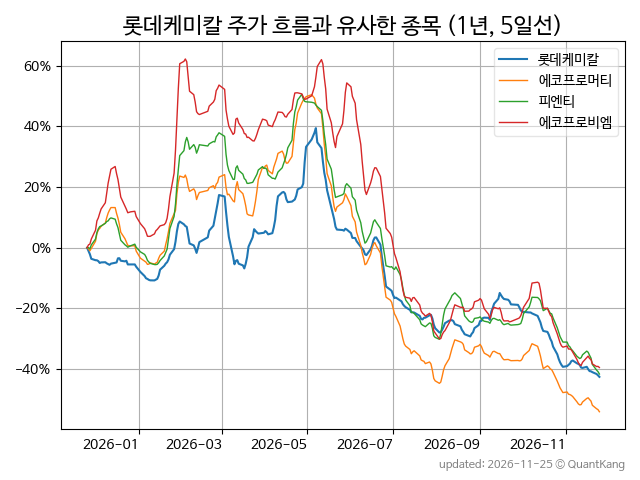 롯데케미칼 주가 흐름과 유사한 종목 (1년, 5일선)
롯데케미칼
에코프로머티
피엔티
에코프로비엠
60%
40%
20%
0%
−20%
−40%
2026-01
2026-03
2026-05
2026-07
2026-09
2026-11
updated: 2026-11-25 © QuantKang